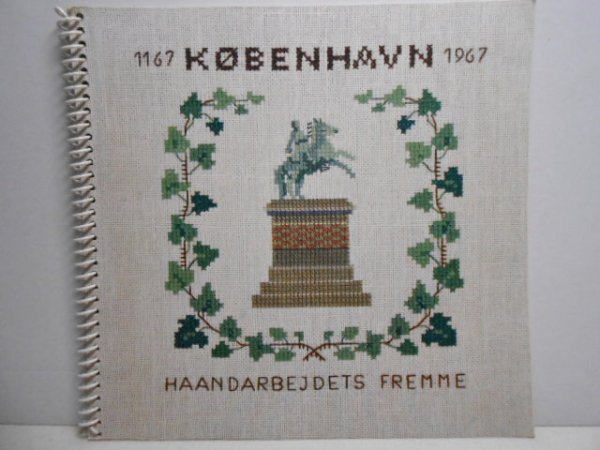 1167 KØBENHAVN 1967
HAANDARBEJDETS FREMME